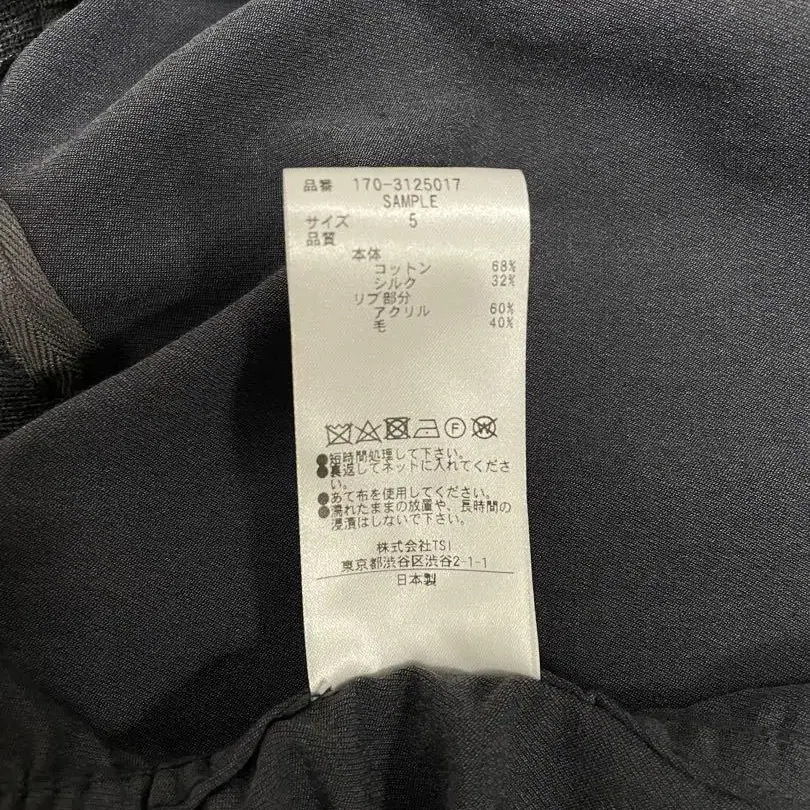 品番 170-3125017
SAMPLE
サイズ 5
品質
本体
コットン 68%
シルク 32%
リブ部分
アクリル 60%
毛 40%
F W
●短時間処理して下さい。
●裏返してネットに入れてくださ
い。
●あて布を使用してください。
●濡れたままの放置や、長時間の
浸漬はしないで下さい。
株式会社TSI
東京都渋谷区渋谷2-1-1
日本製